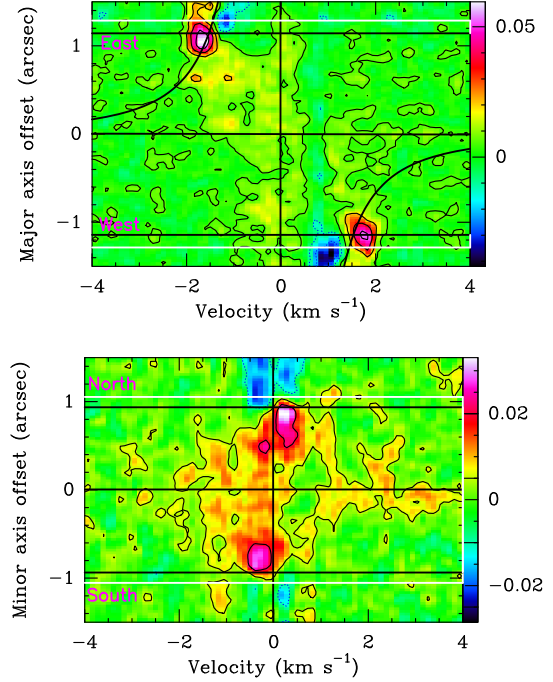 East
West
1
0
−1
Major axis offset (arcsec)
−4 −2 0 2 4
Velocity (km s⁻¹)
0.05
0
North
South
1
0
−1
Minor axis offset (arcsec)
−4 −2 0 2 4
Velocity (km s⁻¹)
0.02
0
−0.02